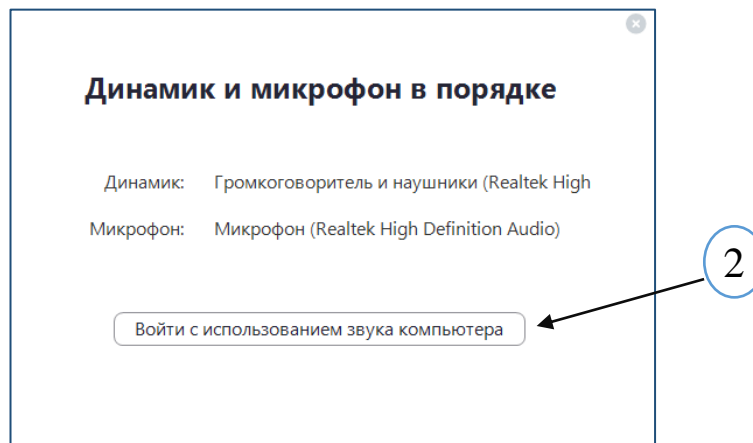 Динамик и микрофон в порядке
Динамик: Громкоговоритель и наушники (Realtek High
Микрофон: Микрофон (Realtek High Definition Audio)
2
Войти с использованием звука компьютера